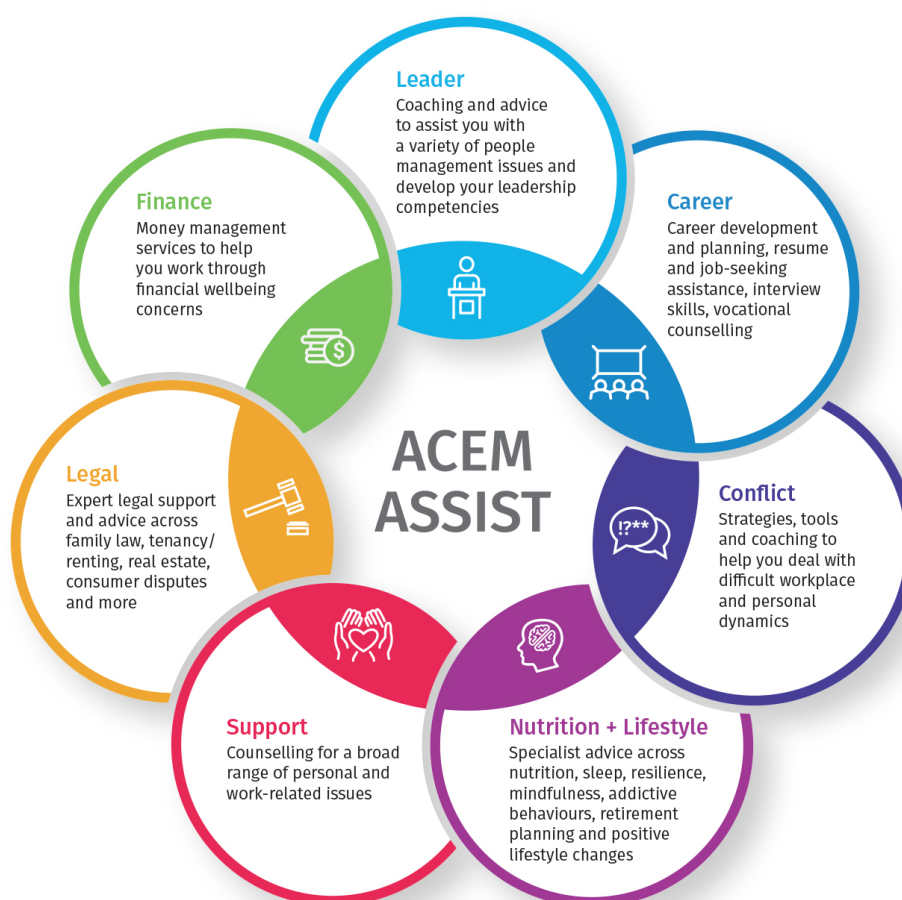 Leader
Coaching and advice
to assist you with
a variety of people
management issues and
develop your leadership
competencies
Career
Career development
and planning, resume
and job-seeking
assistance, interview
skills, vocational
counselling
Conflict
Strategies, tools
and coaching to
help you deal with
difficult workplace
and personal
dynamics
!?**
Nutrition + Lifestyle
Specialist advice across
nutrition, sleep, resilience,
mindfulness, addictive
behaviours, retirement
planning and positive
lifestyle changes
Support
Counselling for a broad
range of personal and
work-related issues
Legal
Expert legal support
and advice across
family law, tenancy/
renting, real estate,
consumer disputes
and more
Finance
Money management
services to help
you work through
financial wellbeing
concerns
$
ACEM
ASSIST